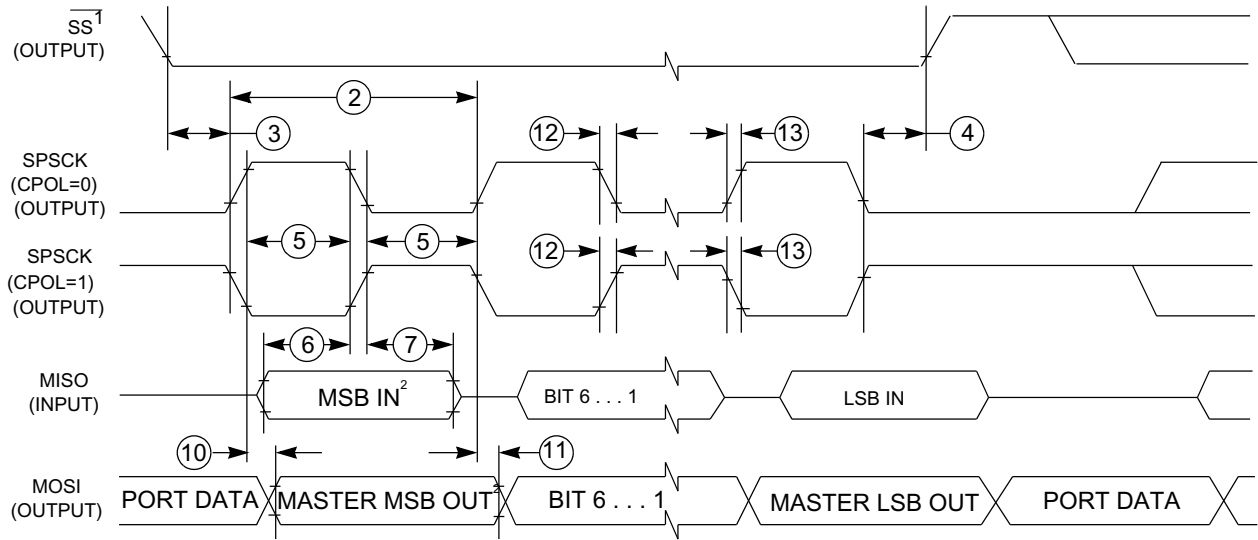 SS¹
(OUTPUT)
2
3
12
13
4
SPSCK
(CPOL=0)
(OUTPUT)
5
5
SPSCK
(CPOL=1)
(OUTPUT)
12
13
6
7
MISO
(INPUT)
MSB IN²
BIT 6 . . . 1
LSB IN
10
11
MOSI
(OUTPUT)
PORT DATA
MASTER MSB OUT²
BIT 6 . . . 1
MASTER LSB OUT
PORT DATA